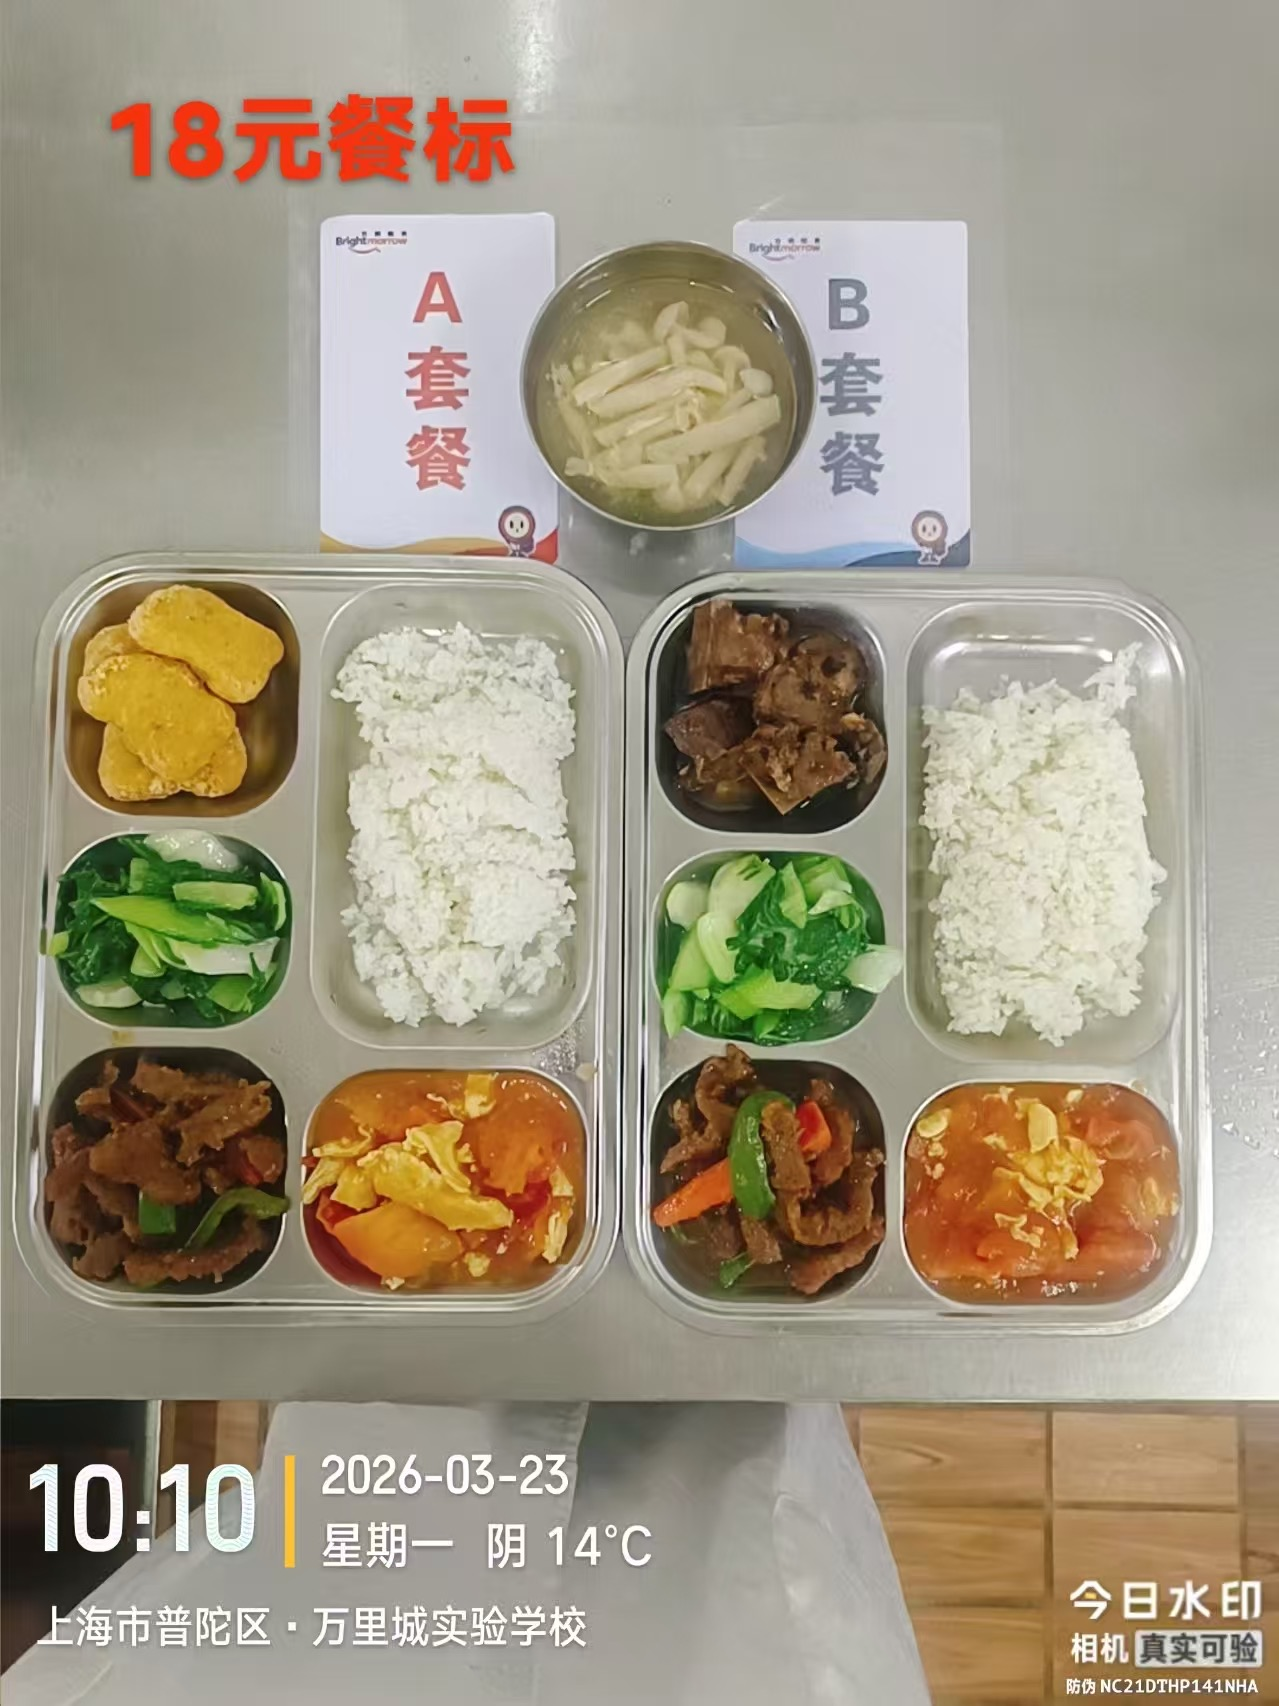 18元餐标
Brightmorrow
A
套
餐
Brightmorrow
B
套
餐
10:10
2026-03-23
星期一 阴 14°C
上海市普陀区·万里城实验学校
今日水印
相机 真实可验
防伪 NC21DTHP141NHA